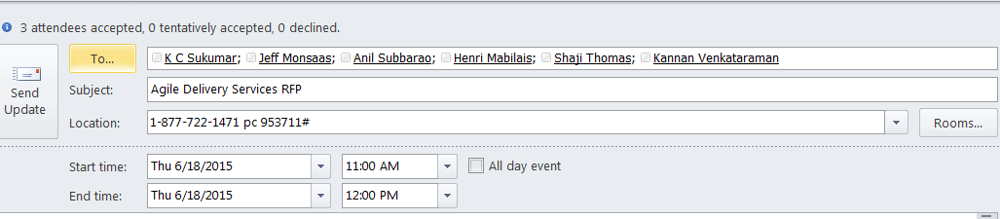 3 attendees accepted, 0 tentatively accepted, 0 declined.
To... K C Sukumar; Jeff Monsaas; Anil Subbarao; Henri Mabilais; Shaji Thomas; Kannan Venkataraman
Send Update
Subject: Agile Delivery Services RFP
Location: 1-877-722-1471 pc 953711# Rooms...
Start time: Thu 6/18/2015 11:00 AM All day event
End time: Thu 6/18/2015 12:00 PM